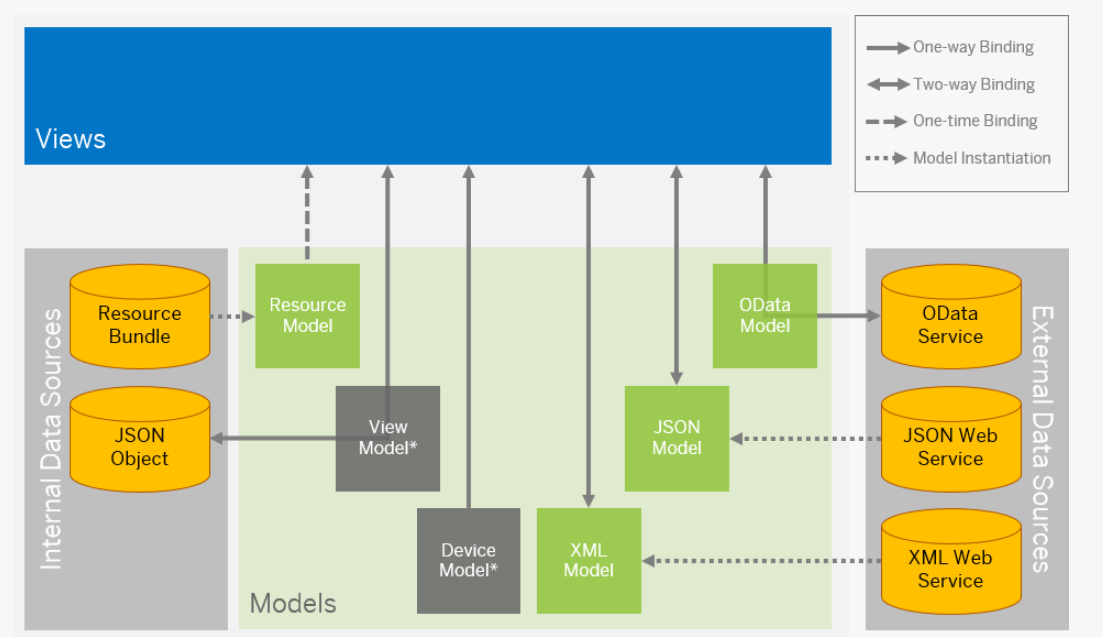 Views
One-way Binding
Two-way Binding
One-time Binding
Model Instantiation
Internal Data Sources
Resource
Bundle
JSON
Object
Resource
Model
View
Model*
Device
Model*
XML
Model
JSON
Model
OData
Model
Models
OData
Service
JSON Web
Service
XML Web
Service
External Data Sources